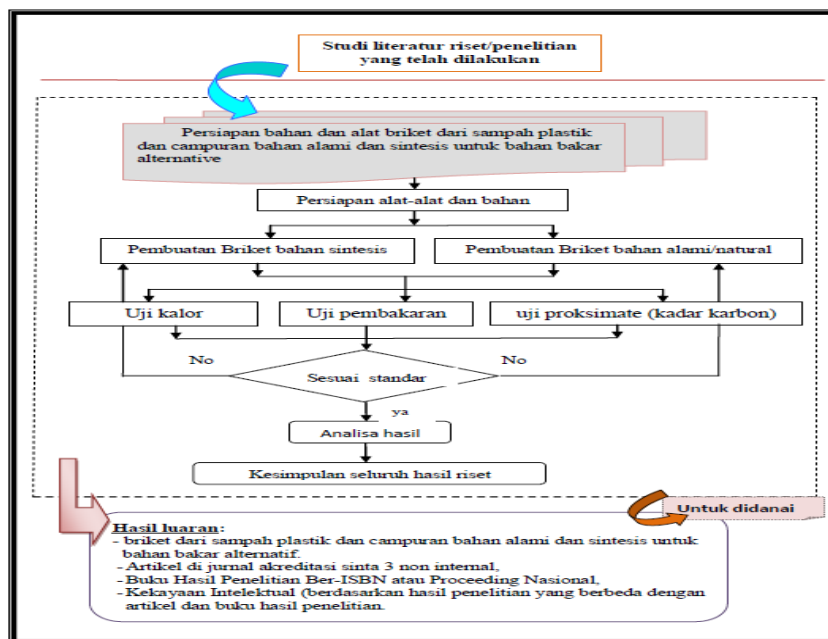 Studi literatur riset/penelitian
yang telah dilakukan
Persiapan bahan dan alat briket dari sampah plastik
dan campuran bahan alami dan sintesis untuk bahan bakar
alternative
Persiapan alat-alat dan bahan
Pembuatan Briket bahan sintesis
Pembuatan Briket bahan alami/natural
Uji kalor
Uji pembakaran
uji proksimate (kadar karbon)
No
No
Sesuai standar
ya
Analisa hasil
Kesimpulan seluruh hasil riset
Untuk didanai
Hasil luaran:
- briket dari sampah plastik dan campuran bahan alami dan sintesis untuk
bahan bakar alternatif.
- Artikel di jurnal akreditasi sinta 3 non internal,
- Buku Hasil Penelitian Ber-ISBN atau Proceeding Nasional,
- Kekayaan Intelektual (berdasarkan hasil penelitian yang berbeda dengan
artikel dan buku hasil penelitian.